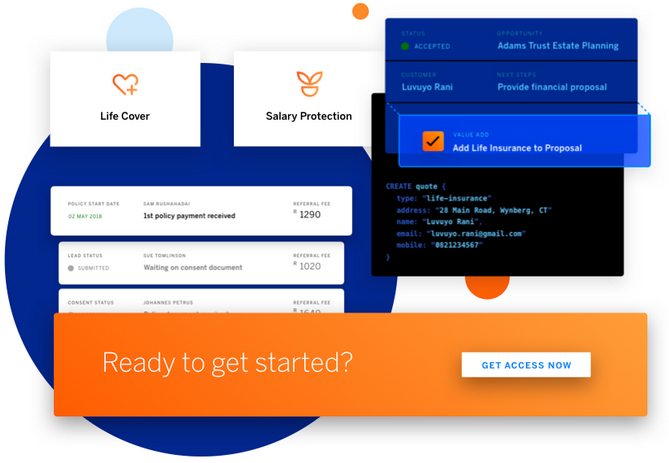 Life Cover
Salary Protection
STATUS
ACCEPTED
OPPORTUNITY
Adams Trust Estate Planning
CUSTOMER
Luvuyo Rani
NEXT STEPS
Provide financial proposal
VALUE ADD
Add Life Insurance to Proposal
CREATE quote {
type: "life-insurance"
address: "28 Main Road, Wynberg, CT"
name: "Luvuyo Rani",
email: "luvuyo.rani@gmail.com"
mobile: "0821234567"
}
POLICY START DATE
02 MAY 2018
SAM RUSHAHADAI
1st policy payment received
REFERRAL FEE
R 1290
LEAD STATUS
SUBMITTED
SUE TOMLINSON
Waiting on consent document
REFERRAL FEE
R 1020
CONSENT STATUS
JOHANNES PETRUS
REFERRAL FEE
Ready to get started?
GET ACCESS NOW